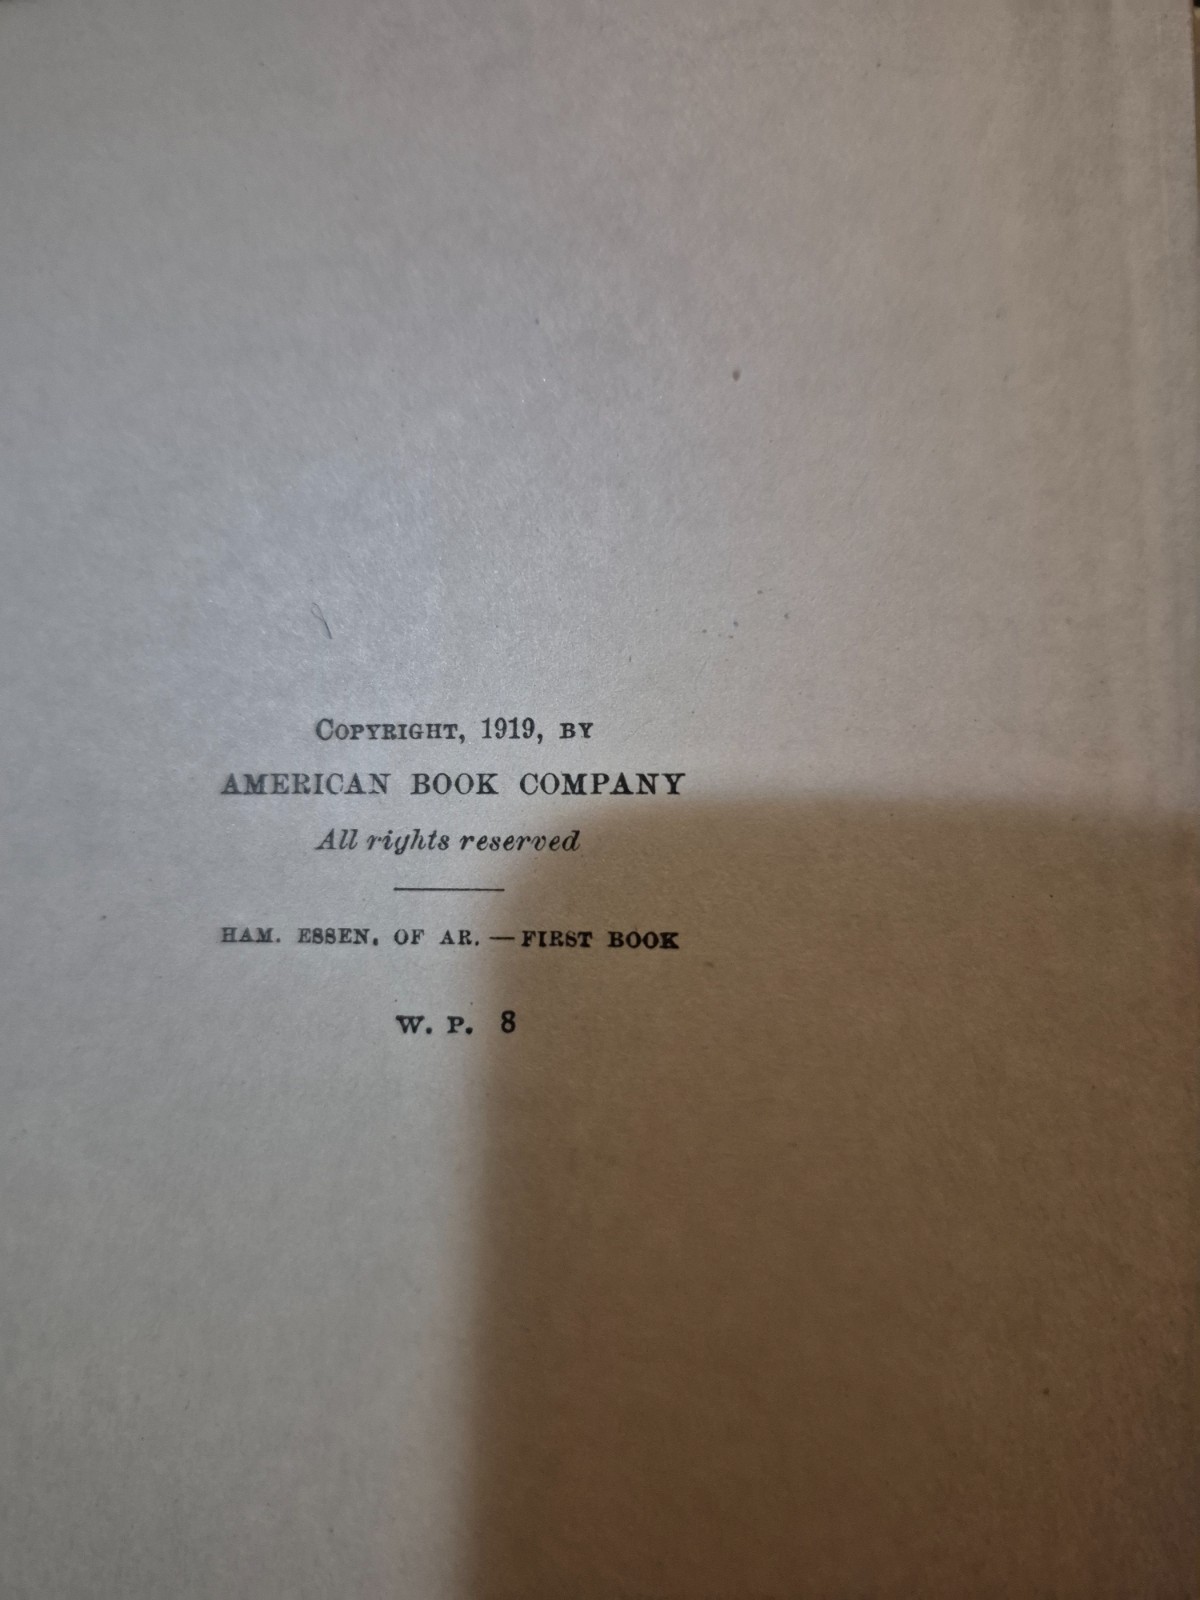 COPYRIGHT, 1919, BY
AMERICAN BOOK COMPANY
All rights reserved
HAM. ESSEN. OF AR. — FIRST BOOK
W. P. 8